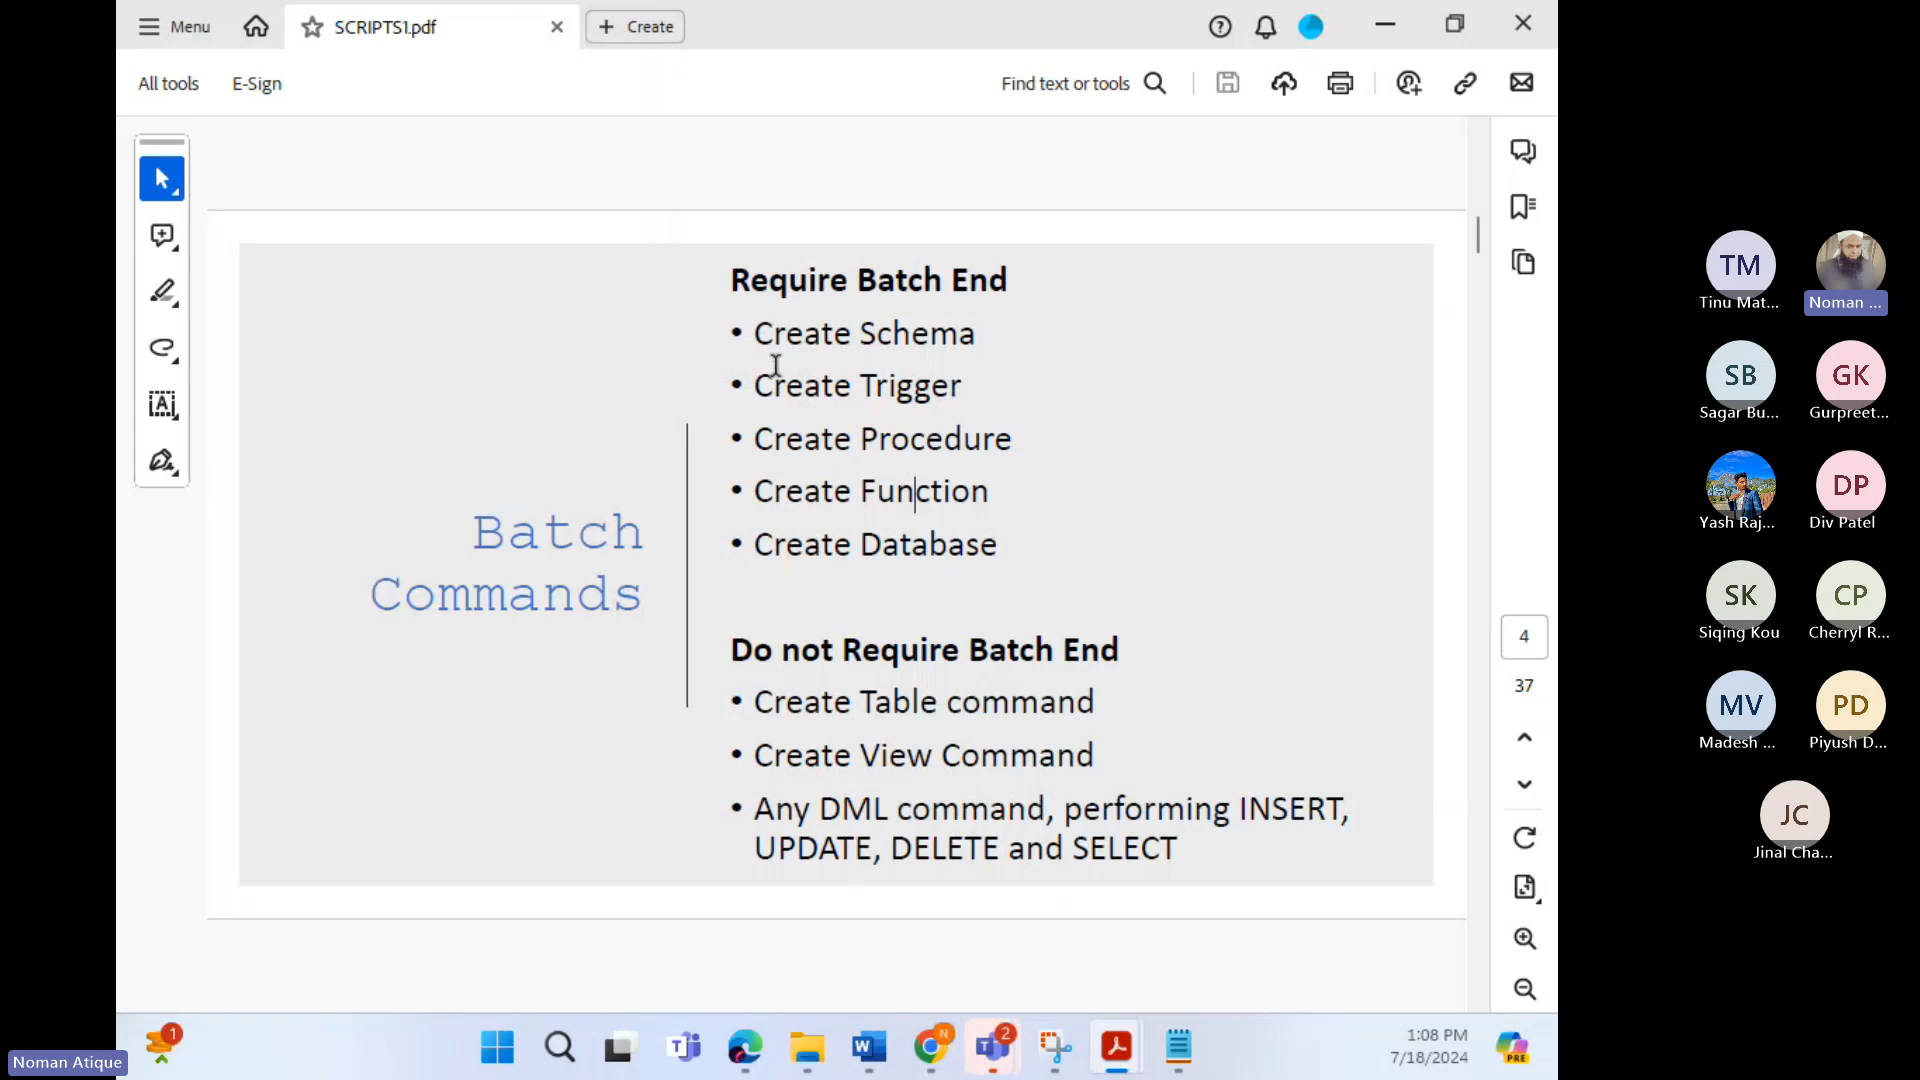 Menu
SCRIPTS1.pdf
Create
All tools
E-Sign
Find text or tools
Require Batch End
• Create Schema
• Create Trigger
• Create Procedure
• Create Function
• Create Database
Batch
Commands
Do not Require Batch End
• Create Table command
• Create View Command
• Any DML command, performing INSERT,
UPDATE, DELETE and SELECT
4
37
TM
Tinu Mat...
Noman ...
SB
Sagar Bu...
GK
Gurpreet...
Yash Raj...
DP
Div Patel
SK
Siqing Kou
CP
Cherryl R...
MV
Madesh ...
PD
Piyush D...
JC
Jinal Cha...
1
N
2
1:08 PM
7/18/2024
PRE
Noman Atique